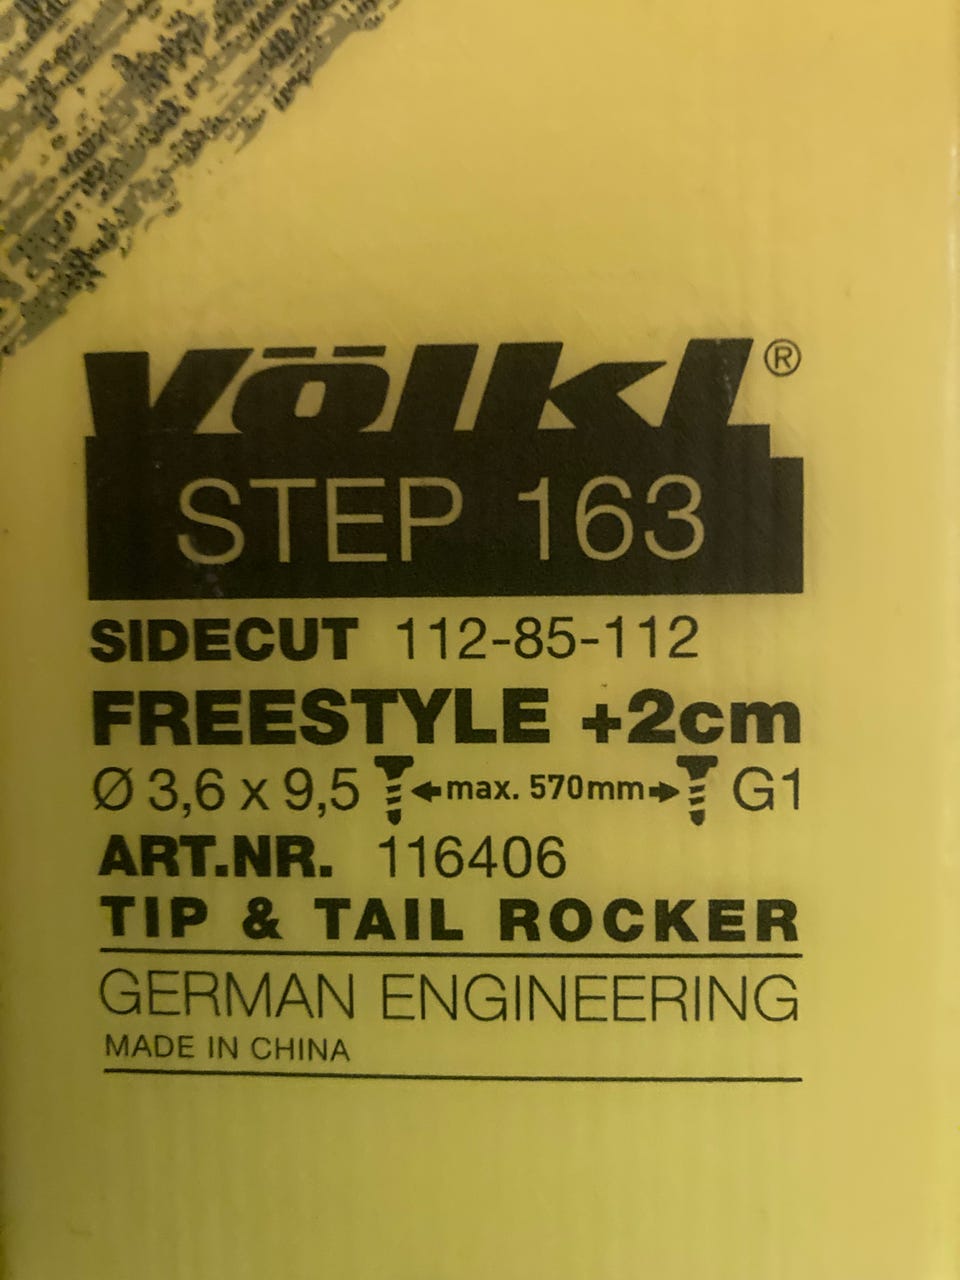 Völkl®
STEP 163
SIDECUT 112-85-112
FREESTYLE +2cm
Ø 3,6 x 9,5 max. 570mm G1
ART.NR. 116406
TIP & TAIL ROCKER
GERMAN ENGINEERING
MADE IN CHINA